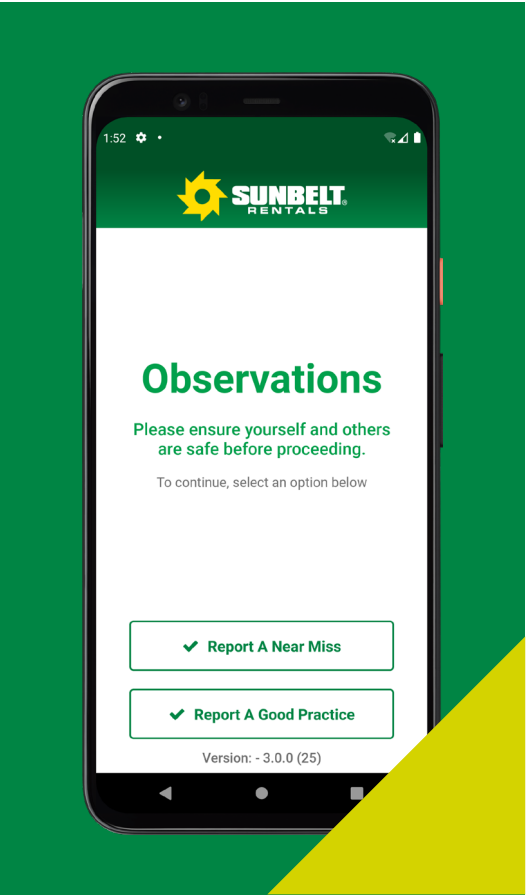 1:52
SUNBELT®
RENTALS
Observations
Please ensure yourself and others
are safe before proceeding.
To continue, select an option below
Report A Near Miss
Report A Good Practice
Version: - 3.0.0 (25)